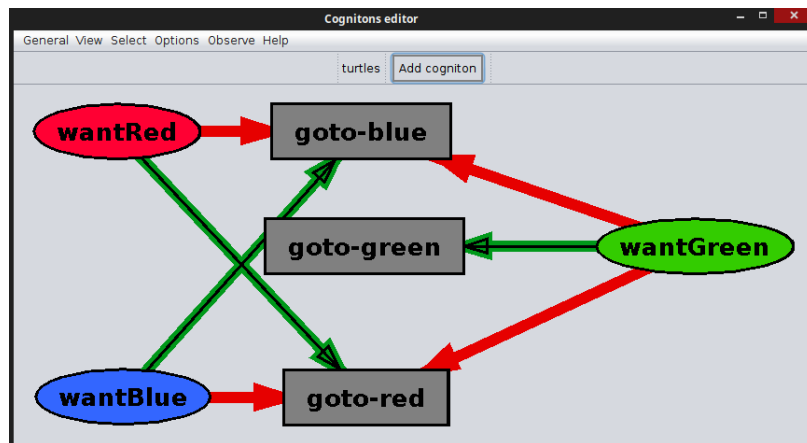 Cognitons editor
General View Select Options Observe Help
turtles Add cogniton
wantRed goto-blue
goto-green wantGreen
wantBlue goto-red